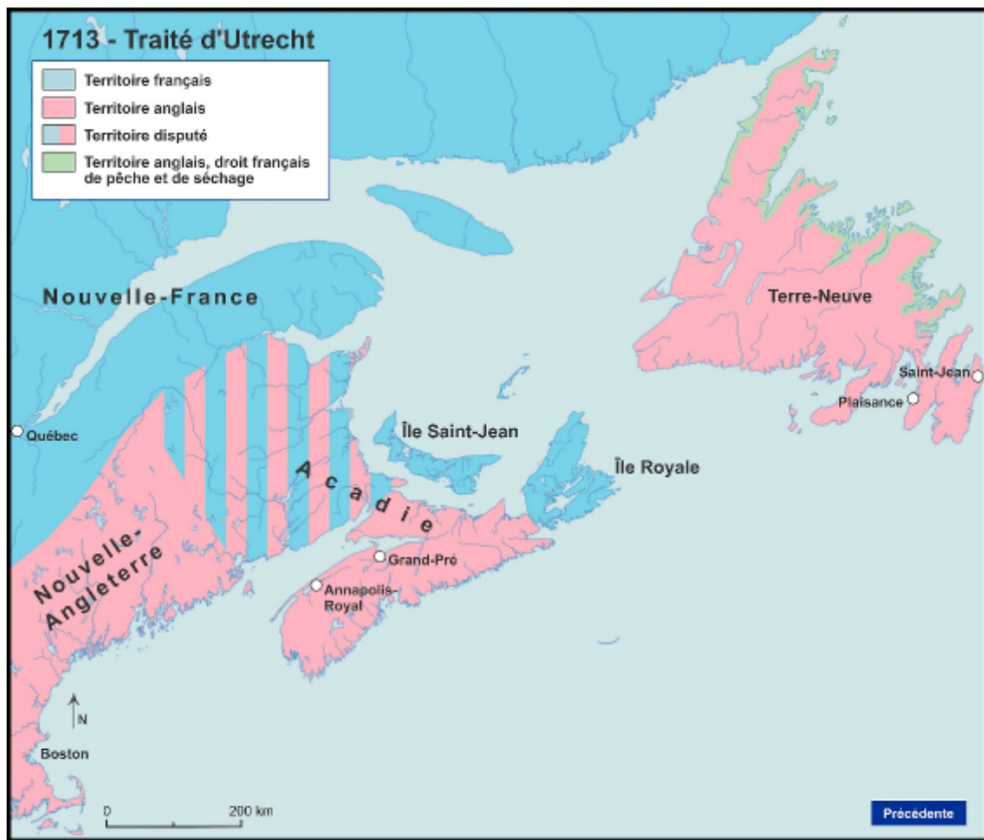 1713 - Traité d'Utrecht
Territoire français
Territoire anglais
Territoire disputé
Territoire anglais, droit français
de pêche et de séchage
Nouvelle-France
Terre-Neuve
Saint-Jean
Plaisance
Québec
Île Saint-Jean
Île Royale
Acadie
Nouvelle-
Angleterre
Grand-Pré
Annapolis-
Royal
N
Boston
0
200 km
Précédente